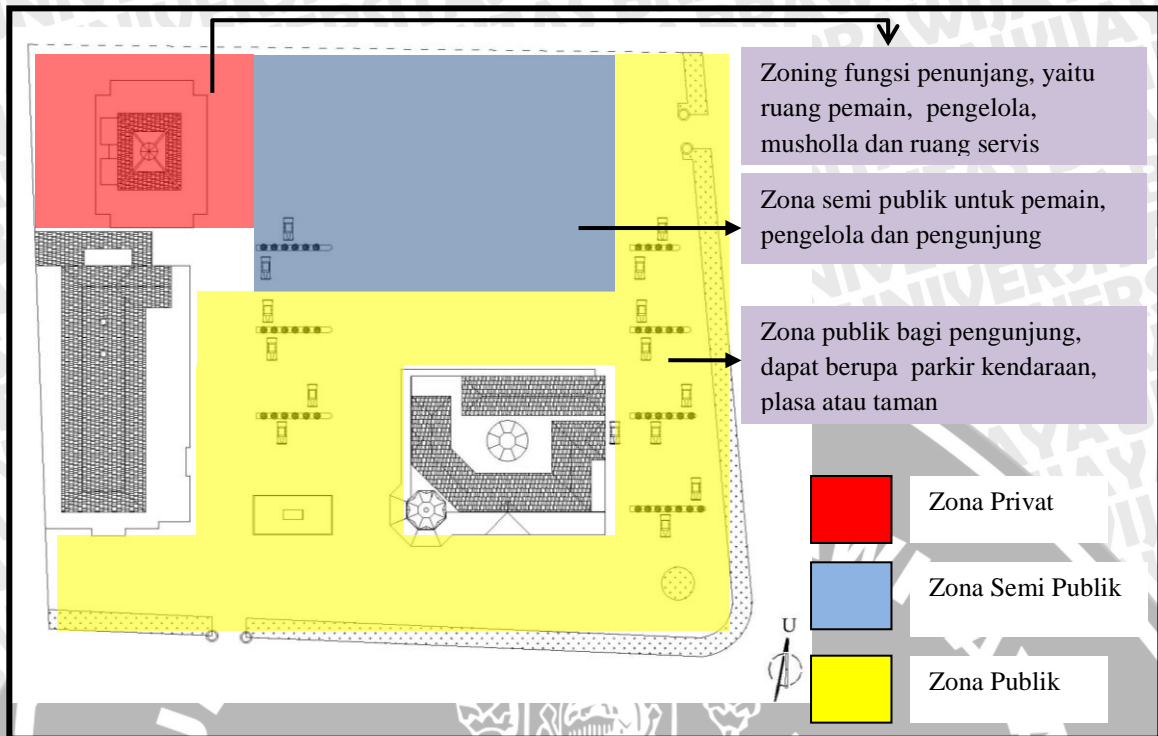 Zoning fungsi penunjang, yaitu
ruang pemain, pengelola,
musholla dan ruang servis
Zona semi publik untuk pemain,
pengelola dan pengunjung
Zona publik bagi pengunjung,
dapat berupa parkir kendaraan,
plasa atau taman
Zona Privat
Zona Semi Publik
U
Zona Publik